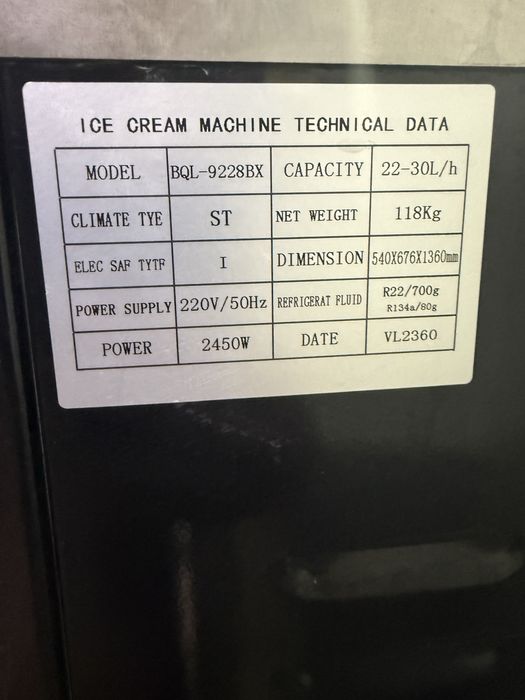 ICE CREAM MACHINE TECHNICAL DATA
MODEL BQL-9228BX CAPACITY 22-30L/h
CLIMATE TYE ST NET WEIGHT 118Kg
ELEC SAF TYTF I DIMENSION 540X676X1360mm
POWER SUPPLY 220V/50Hz REFRIGERAT FLUID R22/700g
R134a/80g
POWER 2450W DATE VL2360